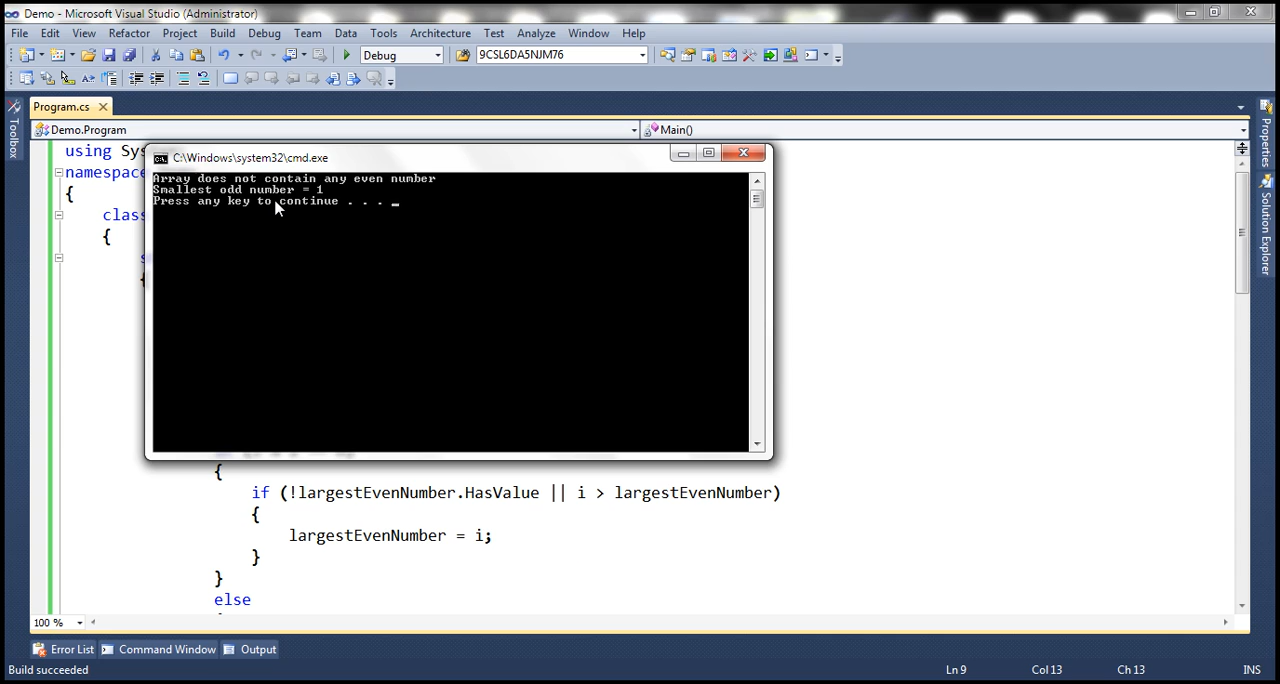 Demo - Microsoft Visual Studio (Administrator)
File Edit View Refactor Project Build Debug Team Data Tools Architecture Test Analyze Window Help
Debug 9CSL6DA5NJM76
Program.cs
Demo.Program Main()
Toolbox
Properties
Solution Explorer
using Sys
namespace
{
clas
{
C:\Windows\system32\cmd.exe
Array does not contain any even number
Smallest odd number = 1
Press any key to continue . . . _
{
if (!largestEvenNumber.HasValue || i > largestEvenNumber)
{
largestEvenNumber = i;
}
}
else
100 %
Error List Command Window Output
Build succeeded Ln 9 Col 13 Ch 13 INS